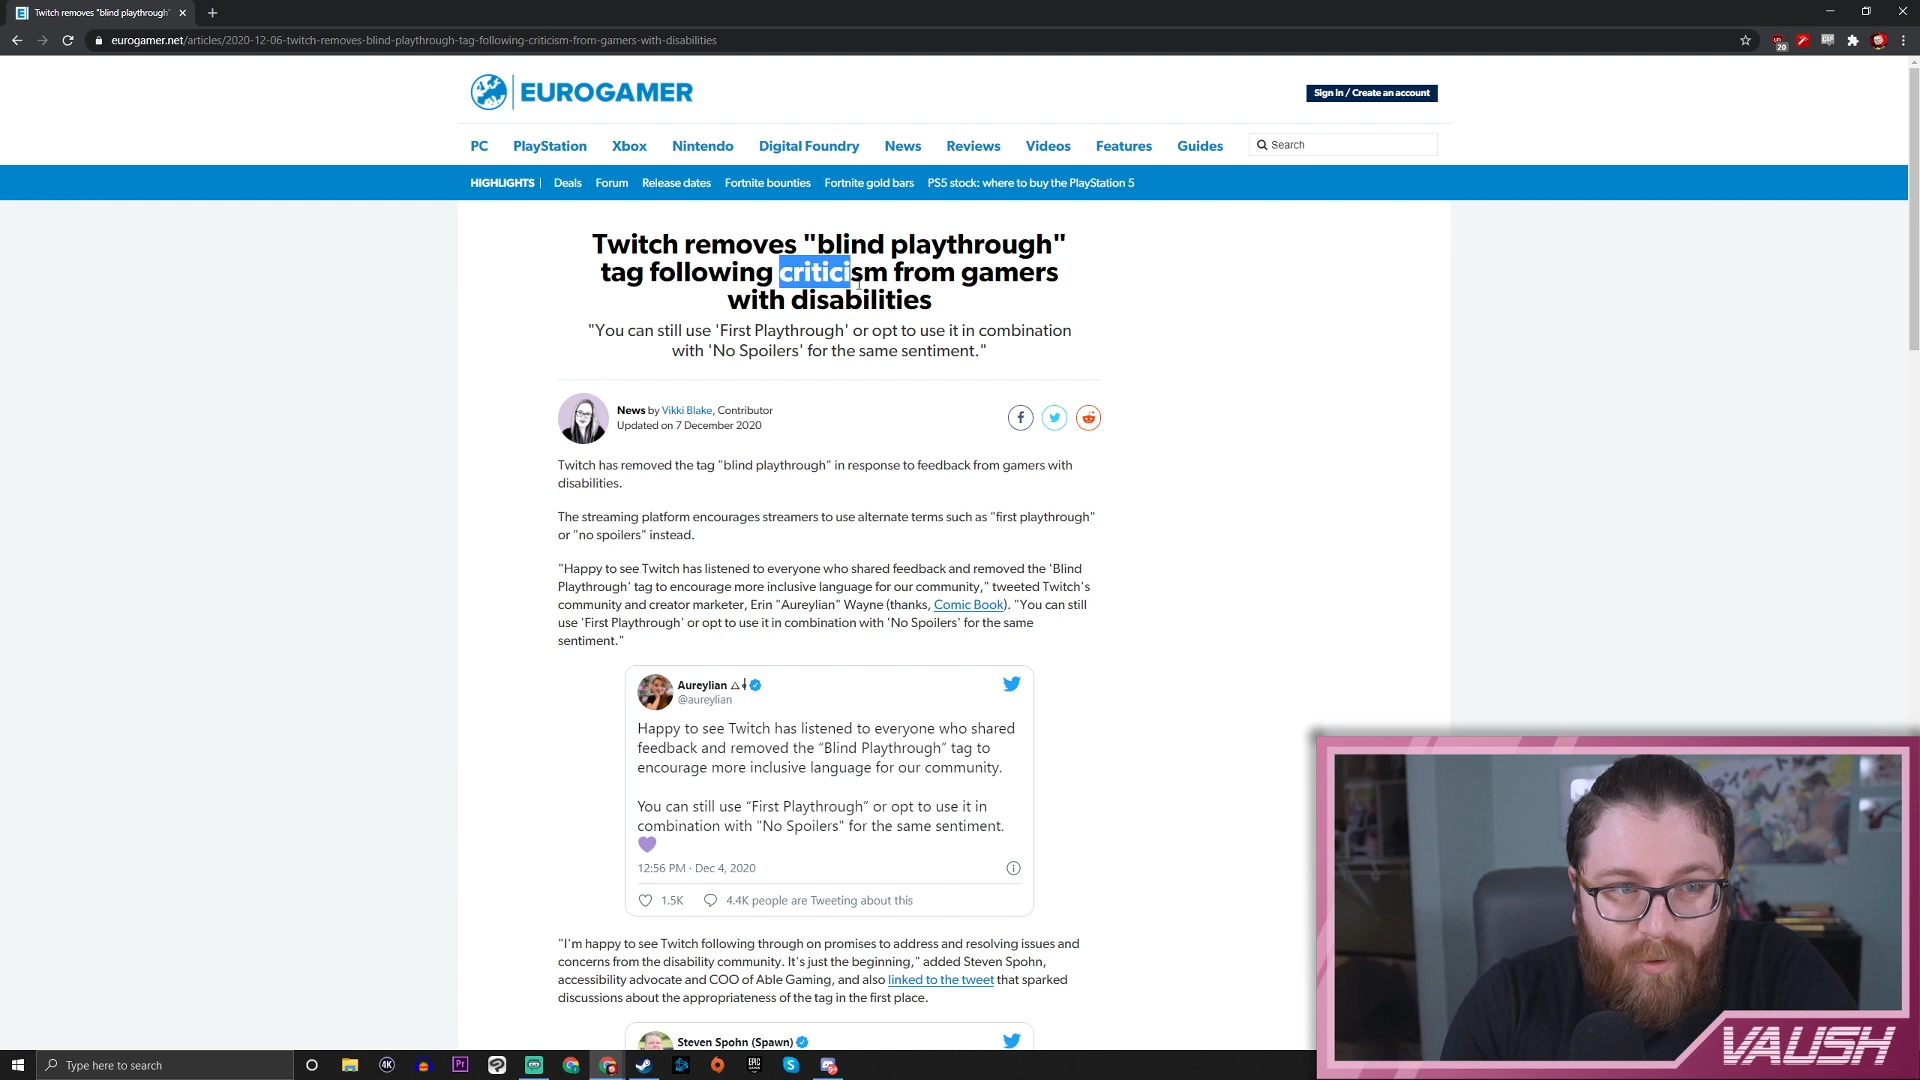 Twitch removes "blind playthrough"
eurogamer.net/articles/2020-12-06-twitch-removes-blind-playthrough-tag-following-criticism-from-gamers-with-disabilities
20
EUROGAMER
Sign in / Create an account
PC PlayStation Xbox Nintendo Digital Foundry News Reviews Videos Features Guides Search
HIGHLIGHTS Deals Forum Release dates Fortnite bounties Fortnite gold bars PS5 stock: where to buy the PlayStation 5
Twitch removes "blind playthrough"
tag following criticism from gamers
with disabilities
"You can still use 'First Playthrough' or opt to use it in combination
with 'No Spoilers' for the same sentiment."
News by Vikki Blake, Contributor
Updated on 7 December 2020
Twitch has removed the tag "blind playthrough" in response to feedback from gamers with
disabilities.
The streaming platform encourages streamers to use alternate terms such as "first playthrough"
or "no spoilers" instead.
"Happy to see Twitch has listened to everyone who shared feedback and removed the 'Blind
Playthrough' tag to encourage more inclusive language for our community," tweeted Twitch's
community and creator marketer, Erin "Aureylian" Wayne (thanks, Comic Book). "You can still
use 'First Playthrough' or opt to use it in combination with 'No Spoilers' for the same
sentiment."
Aureylian
@aureylian
Happy to see Twitch has listened to everyone who shared
feedback and removed the “Blind Playthrough” tag to
encourage more inclusive language for our community.
You can still use “First Playthrough” or opt to use it in
combination with "No Spoilers" for the same sentiment.
12:56 PM · Dec 4, 2020
1.5K 4.4K people are Tweeting about this
"I'm happy to see Twitch following through on promises to address and resolving issues and
concerns from the disability community. It's just the beginning," added Steven Spohn,
accessibility advocate and COO of Able Gaming, and also linked to the tweet that sparked
discussions about the appropriateness of the tag in the first place.
Steven Spohn (Spawn)
VAUSH
Type here to search
4K
Pr
EPIC